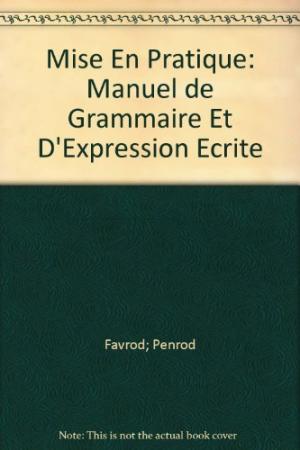 Mise En Pratique:
Manuel de
Grammaire Et
D'Expression Ecrite
Favrod; Penrod
Note: This is not the actual book cover